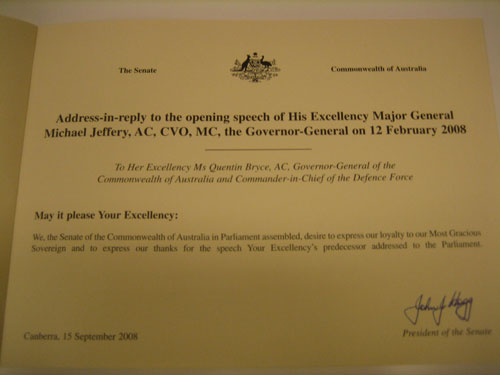 The Senate
Commonwealth of Australia
Address-in-reply to the opening speech of His Excellency Major General
Michael Jeffery, AC, CVO, MC, the Governor-General on 12 February 2008
To Her Excellency Ms Quentin Bryce, AC, Governor-General of the
Commonwealth of Australia and Commander-in-Chief of the Defence Force
May it please Your Excellency:
We, the Senate of the Commonwealth of Australia in Parliament assembled, desire to express our loyalty to our Most Gracious
Sovereign and to express our thanks for the speech Your Excellency's predecessor addressed to the Parliament.
John J Hogg
Canberra, 15 September 2008
President of the Senate